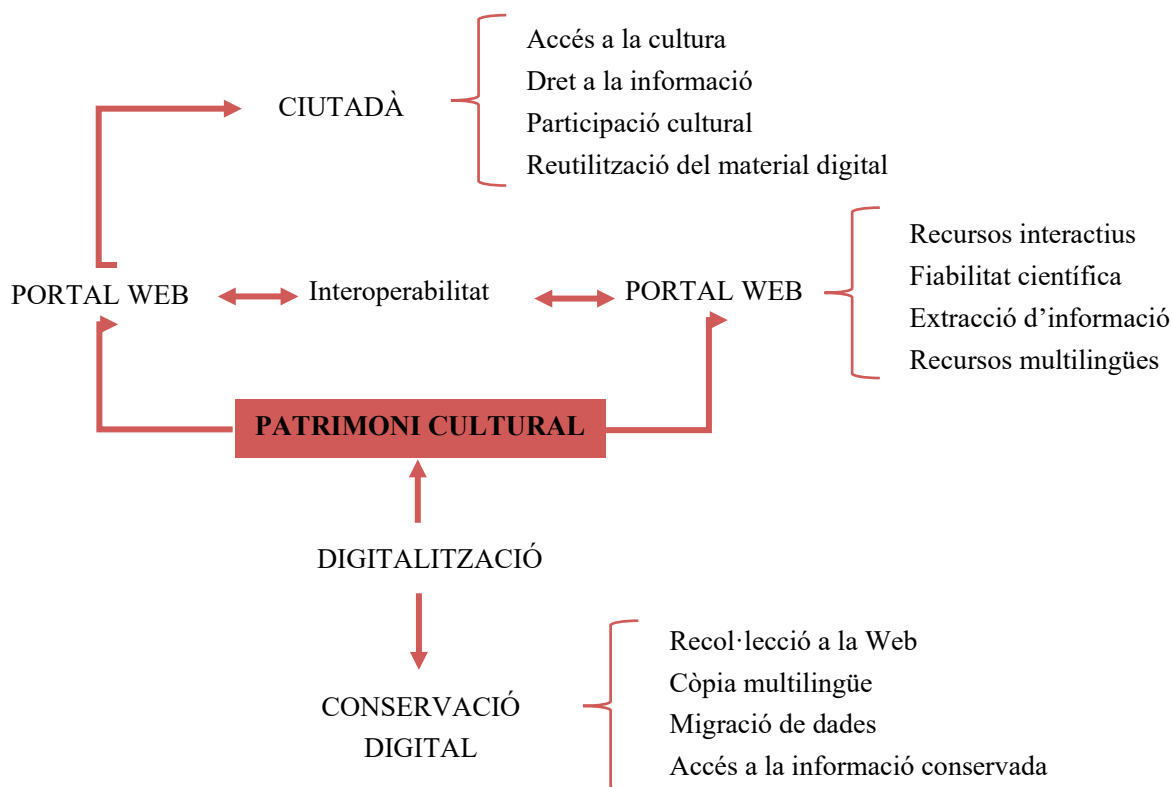 Accés a la cultura
Dret a la informació
CIUTADÀ
Participació cultural
Reutilització del material digital
Recursos interactius
Fiabilitat científica
PORTAL WEB
Interoperabilitat
PORTAL WEB
Extracció d’informació
Recursos multilingües
PATRIMONI CULTURAL
DIGITALITZACIÓ
Recol·lecció a la Web
Còpia multilingüe
CONSERVACIÓ
DIGITAL
Migració de dades
Accés a la informació conservada